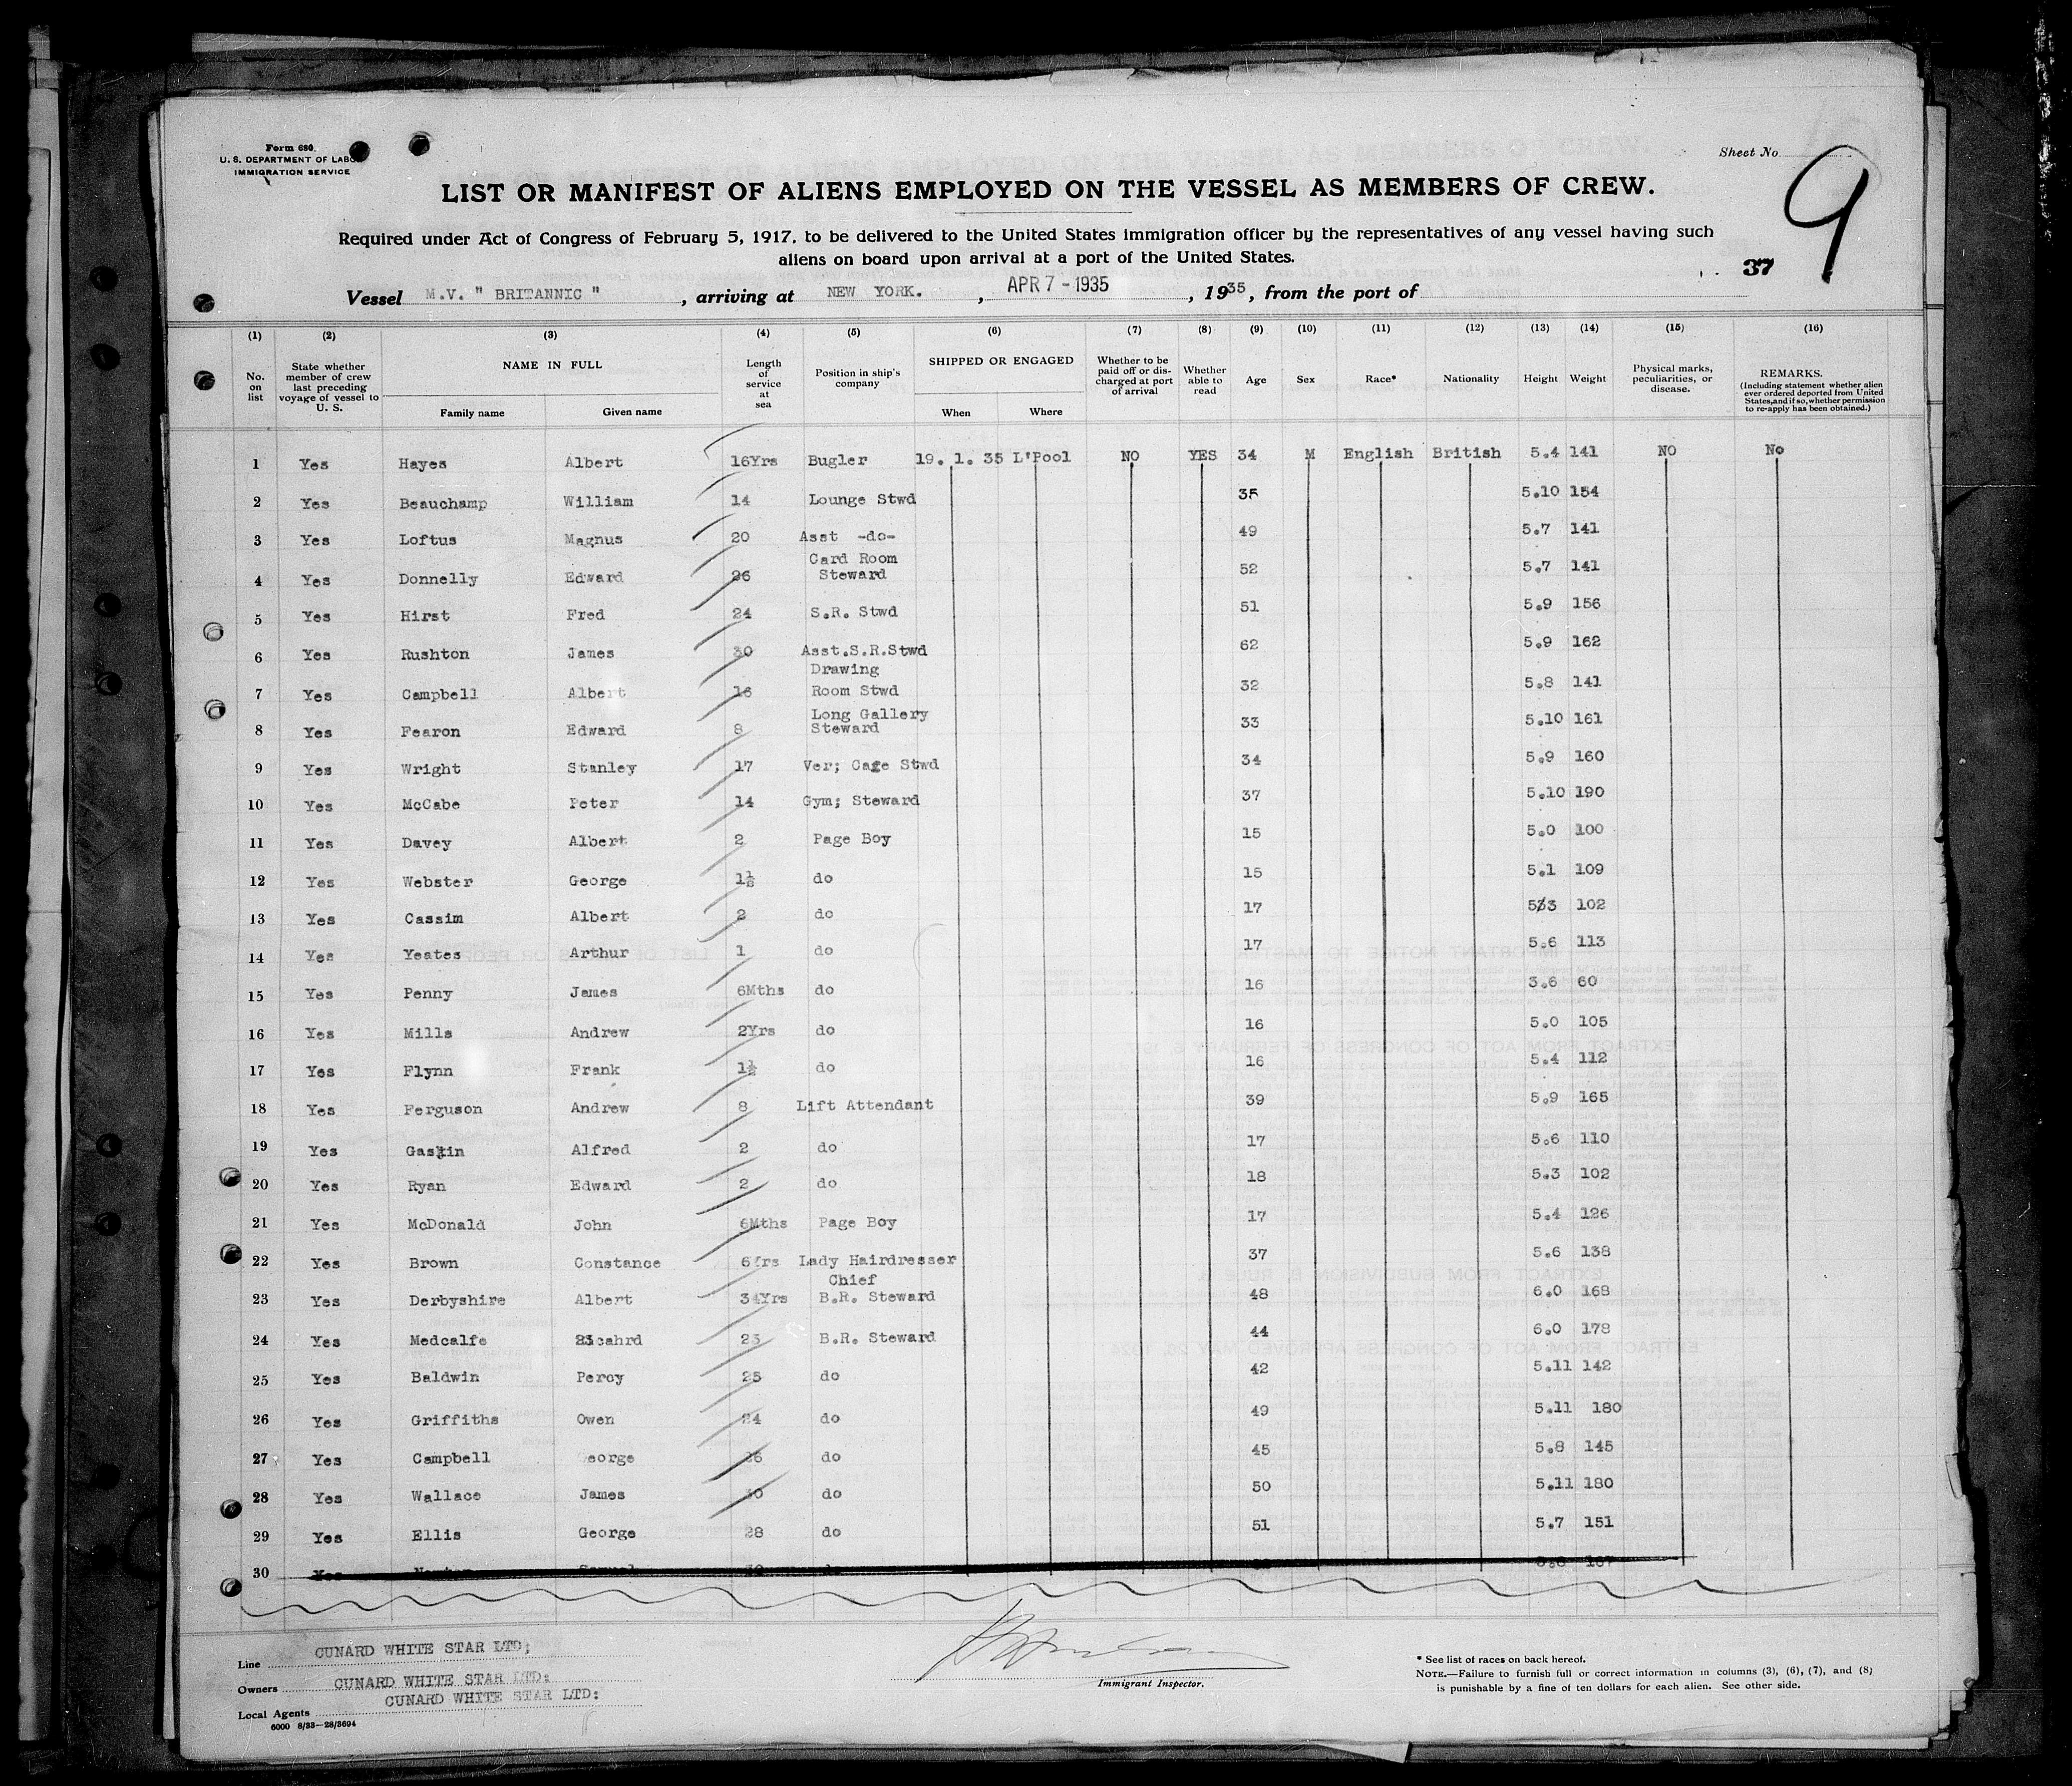 Form 680.
U. S. DEPARTMENT OF LABOR
IMMIGRATION SERVICE
Sheet No.
9
LIST OR MANIFEST OF ALIENS EMPLOYED ON THE VESSEL AS MEMBERS OF CREW.
Required under Act of Congress of February 5, 1917, to be delivered to the United States immigration officer by the representatives of any vessel having such
aliens on board upon arrival at a port of the United States.
37
Vessel M.V. " BRITANNIC " , arriving at NEW YORK. , APR 7 - 1935 , 1935, from the port of
(1) (2) (3) (4) (5) (6) (7) (8) (9) (10) (11) (12) (13) (14) (15) (16)
No. on list State whether member of crew last preceding voyage of vessel to U. S. NAME IN FULL Family name Given name Length of service at sea Position in ship's company SHIPPED OR ENGAGED When Where Whether to be paid off or discharged at port of arrival Whether able to read Age Sex Race* Nationality Height Weight Physical marks, peculiarities, or disease. REMARKS. (Including statement whether alien ever ordered deported from United States, and if so, whether permission to re-apply has been obtained.)
1 Yes Hayes Albert 16Yrs Bugler 19. 1. 35 L'Pool NO YES 34 M English British 5.4 141 NO No
2 Yes Beauchamp William 14 Lounge Stwd 35 5.10 154
3 Yes Loftus Magnus 20 Asst -do- 49 5.7 141
4 Yes Donnelly Edward 26 Card Room Steward 52 5.7 141
5 Yes Hirst Fred 24 S.R. Stwd 51 5.9 156
6 Yes Rushton James 30 Asst.S.R.Stwd 62 5.9 162
7 Yes Campbell Albert 16 Drawing Room Stwd 32 5.8 141
8 Yes Fearon Edward 8 Long Gallery Steward 33 5.10 161
9 Yes Wright Stanley 17 Ver; Cafe Stwd 34 5.9 160
10 Yes McCabe Peter 14 Gym; Steward 37 5.10 190
11 Yes Davey Albert 2 Page Boy 15 5.0 100
12 Yes Webster George 1½ do 15 5.1 109
13 Yes Cassim Albert 2 do 17 5/3 102
14 Yes Yeates Arthur 1 do 17 5.6 113
15 Yes Penny James 6Mths do 16 3.6 60
16 Yes Mills Andrew 2Yrs do 16 5.0 105
17 Yes Flynn Frank 1½ do 16 5.4 112
18 Yes Ferguson Andrew 8 Lift Attendant 39 5.9 165
19 Yes Gaskin Alfred 2 do 17 5.6 110
20 Yes Ryan Edward 2 do 18 5.3 102
21 Yes McDonald John 6Mths Page Boy 17 5.4 126
22 Yes Brown Constance 6Yrs Lady Hairdresser 37 5.6 138
23 Yes Derbyshire Albert 34Yrs Chief B.R. Steward 48 6.0 168
24 Yes Medcalfe 23cahrd 23 B.R. Steward 44 6.0 178
25 Yes Baldwin Percy 25 do 42 5.11 142
26 Yes Griffiths Owen 24 do 49 5.11 180
27 Yes Campbell George 26 do 45 5.8 145
28 Yes Wallace James 30 do 50 5.11 180
29 Yes Ellis George 28 do 51 5.7 151
30 Yes
Line CUNARD WHITE STAR LTD;
Owners CUNARD WHITE STAR LTD:
Local Agents CUNARD WHITE STAR LTD:
6000 8/33—28/3694
Immigrant Inspector.
* See list of races on back hereof.
NOTE.—Failure to furnish full or correct information in columns (3), (6), (7), and (8)
is punishable by a fine of ten dollars for each alien. See other side.